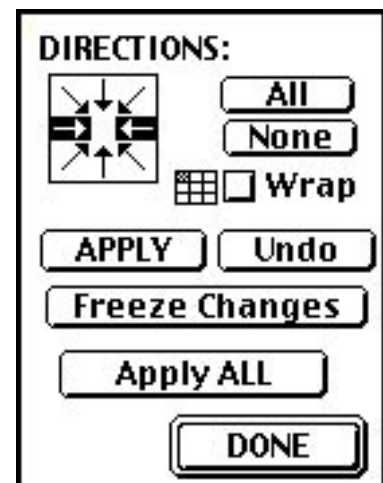 DIRECTIONS:
All
None
Wrap
APPLY Undo
Freeze Changes
Apply ALL
DONE